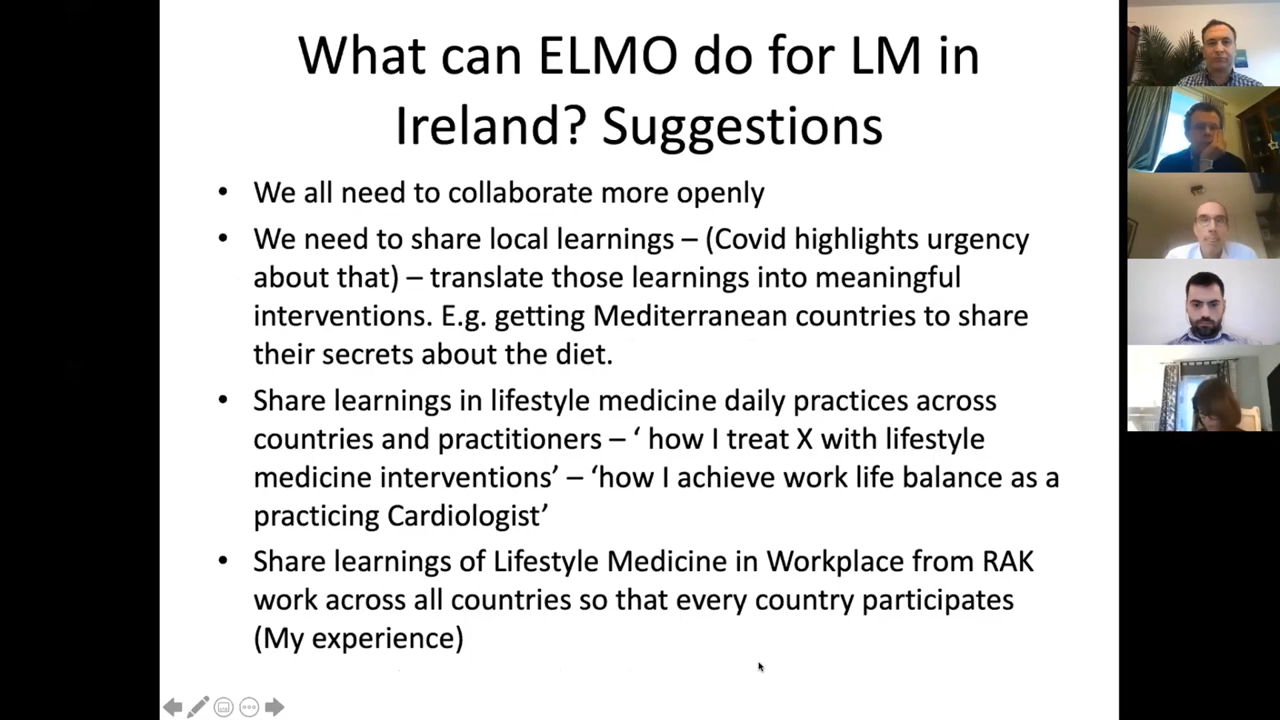 What can ELMO do for LM in
Ireland? Suggestions
• We all need to collaborate more openly
• We need to share local learnings – (Covid highlights urgency
about that) – translate those learnings into meaningful
interventions. E.g. getting Mediterranean countries to share
their secrets about the diet.
• Share learnings in lifestyle medicine daily practices across
countries and practitioners – ‘ how I treat X with lifestyle
medicine interventions’ – ‘how I achieve work life balance as a
practicing Cardiologist’
• Share learnings of Lifestyle Medicine in Workplace from RAK
work across all countries so that every country participates
(My experience)